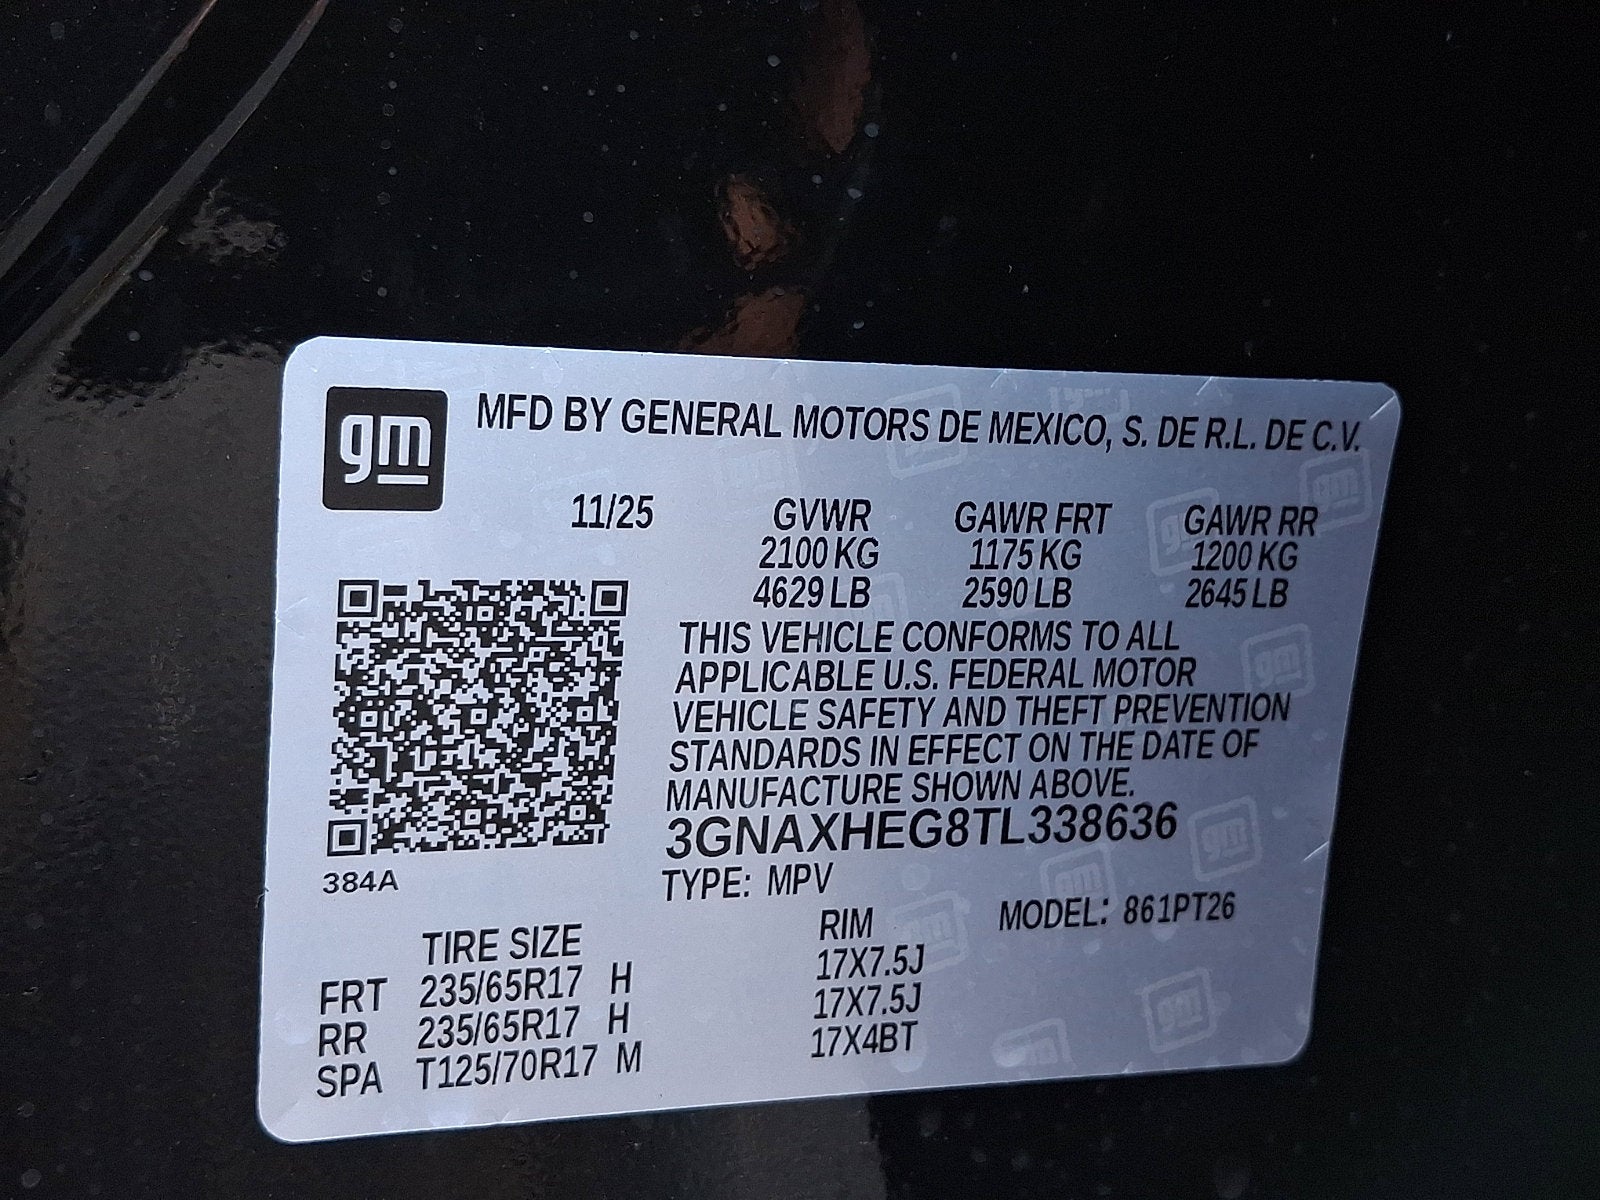 gm MFD BY GENERAL MOTORS DE MEXICO, S. DE R.L. DE C.V.
11/25 GVWR GAWR FRT GAWR RR
2100 KG 1175 KG 1200 KG
4629 LB 2590 LB 2645 LB
THIS VEHICLE CONFORMS TO ALL
APPLICABLE U.S. FEDERAL MOTOR
VEHICLE SAFETY AND THEFT PREVENTION
STANDARDS IN EFFECT ON THE DATE OF
MANUFACTURE SHOWN ABOVE.
3GNAXHEG8TL338636
384A
TYPE: MPV
MODEL: 861PT26
TIRE SIZE RIM
FRT 235/65R17 H 17X7.5J
RR 235/65R17 H 17X7.5J
SPA T125/70R17 M 17X4BT